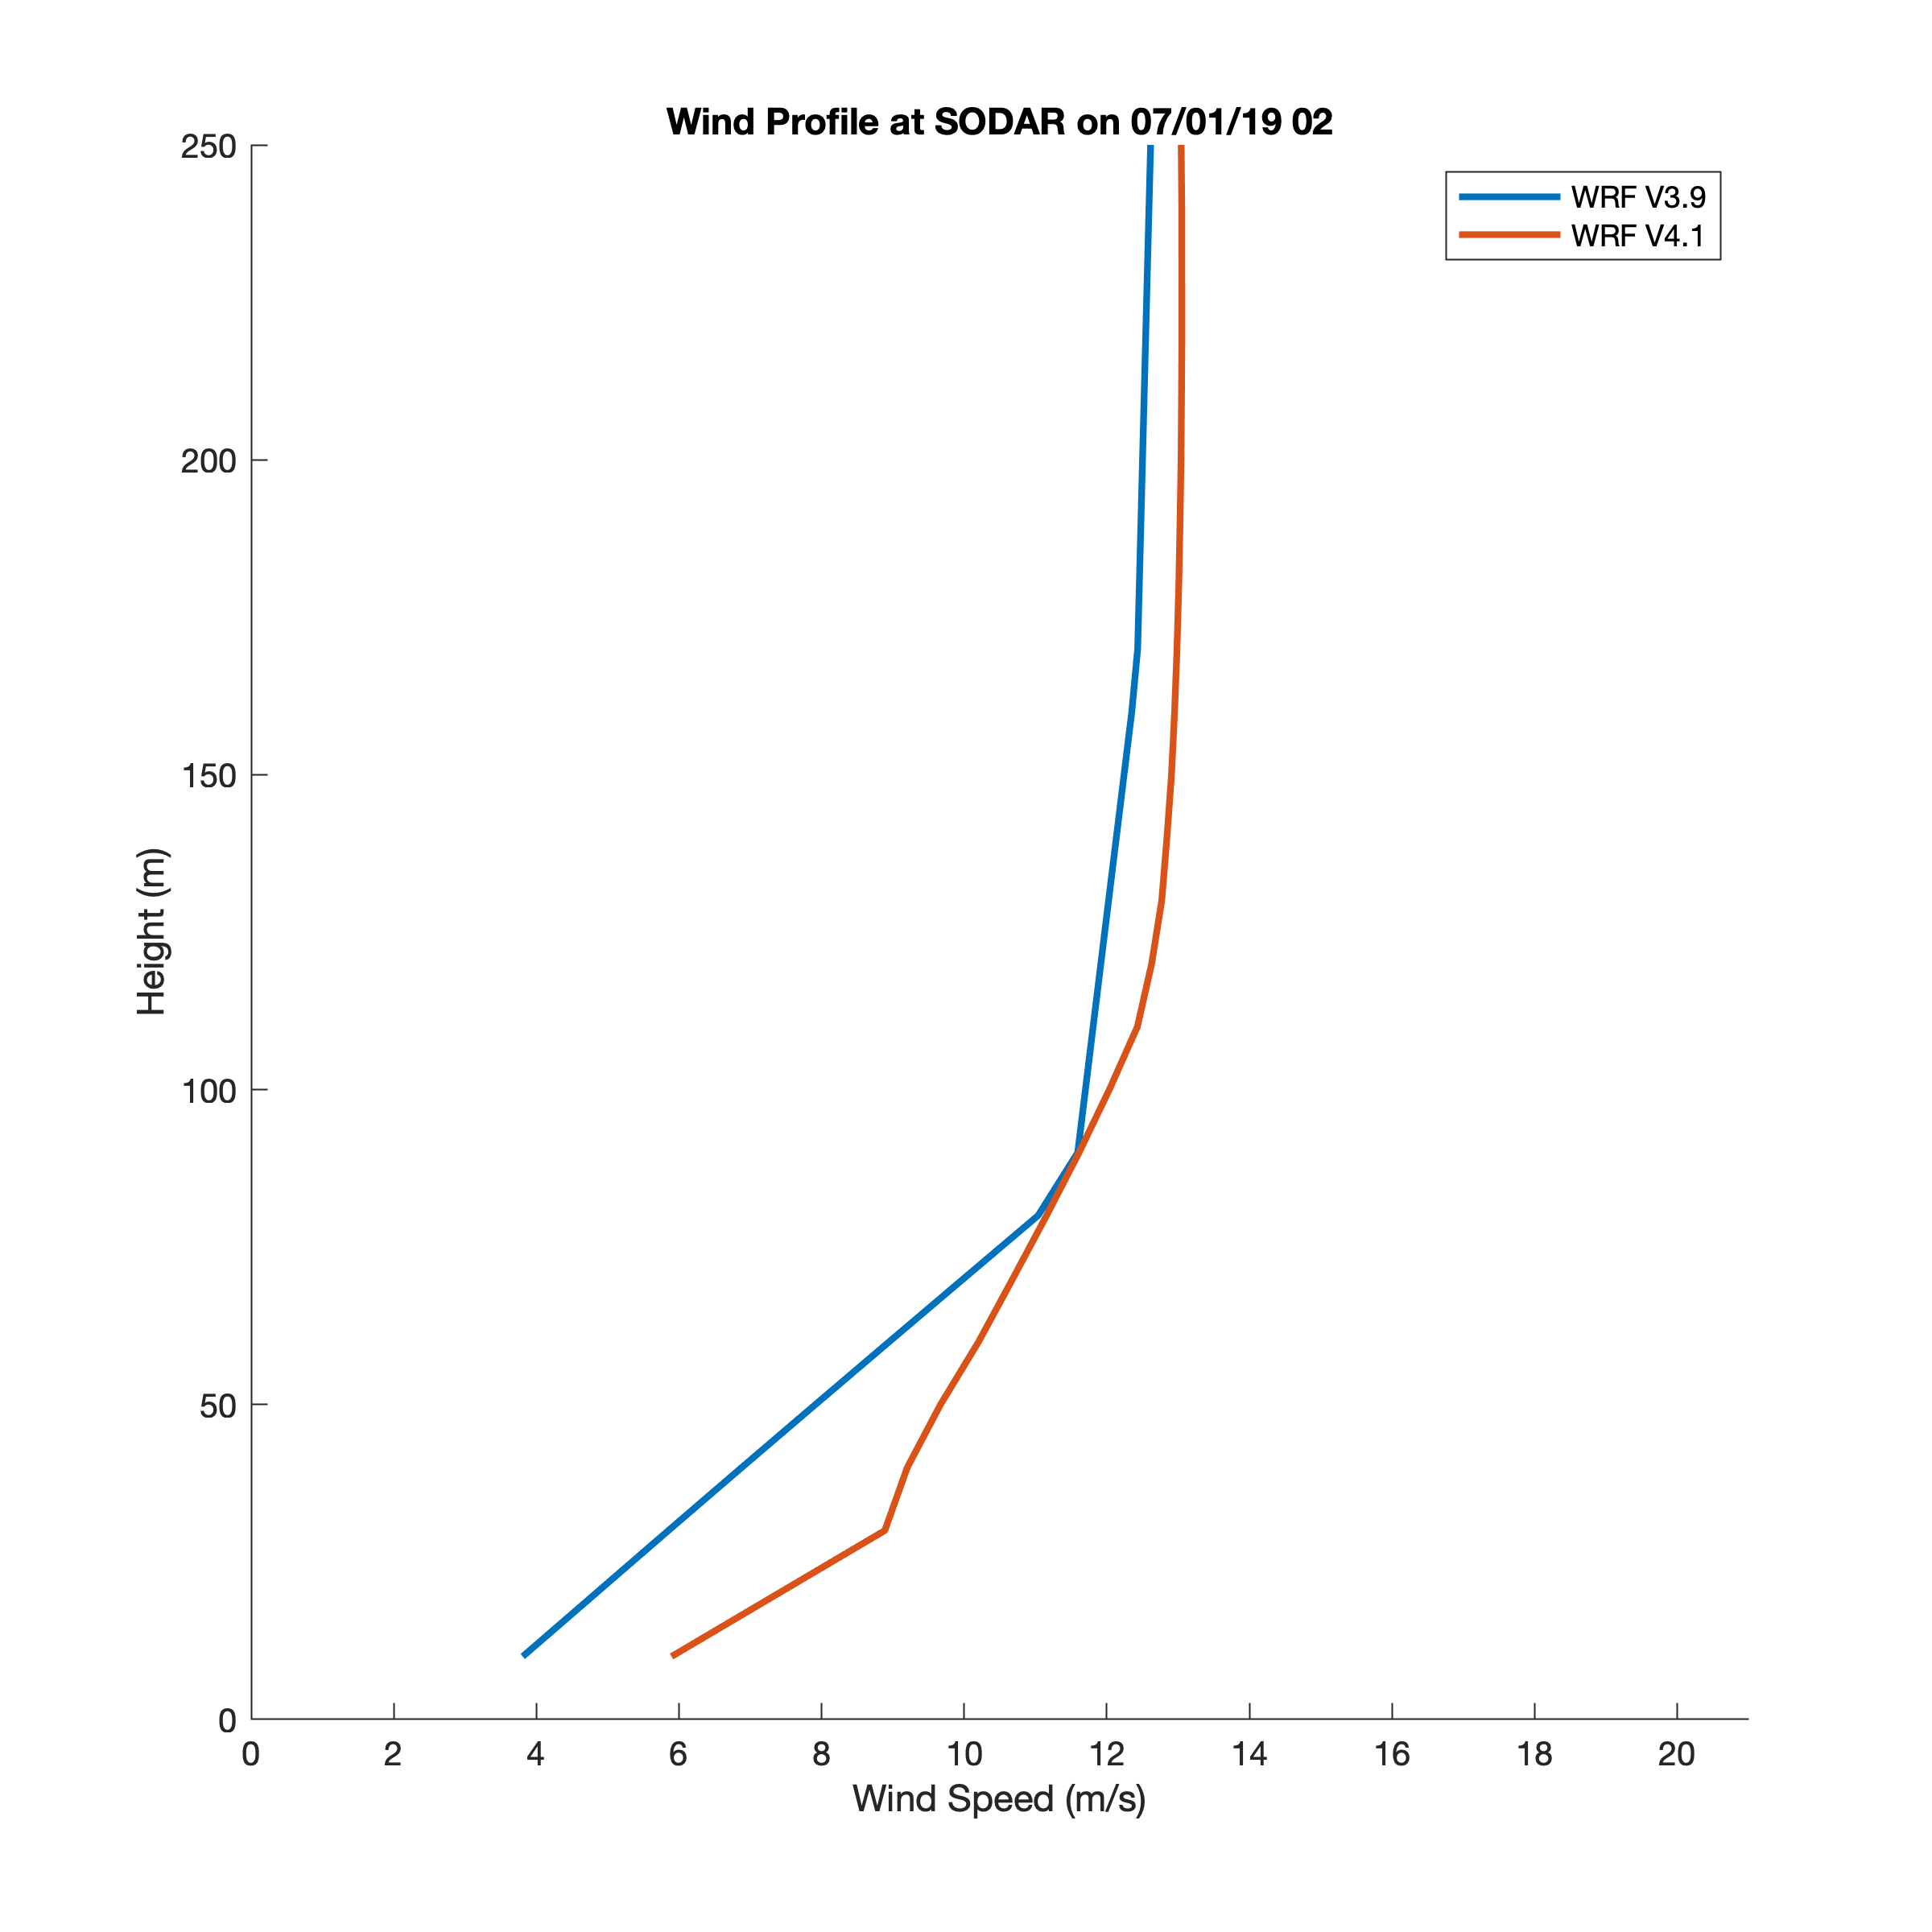 Wind Profile at SODAR on 07/01/19 02
WRF V3.9
WRF V4.1
250
200
150
100
50
0
Height (m)
0 2 4 6 8 10 12 14 16 18 20
Wind Speed (m/s)